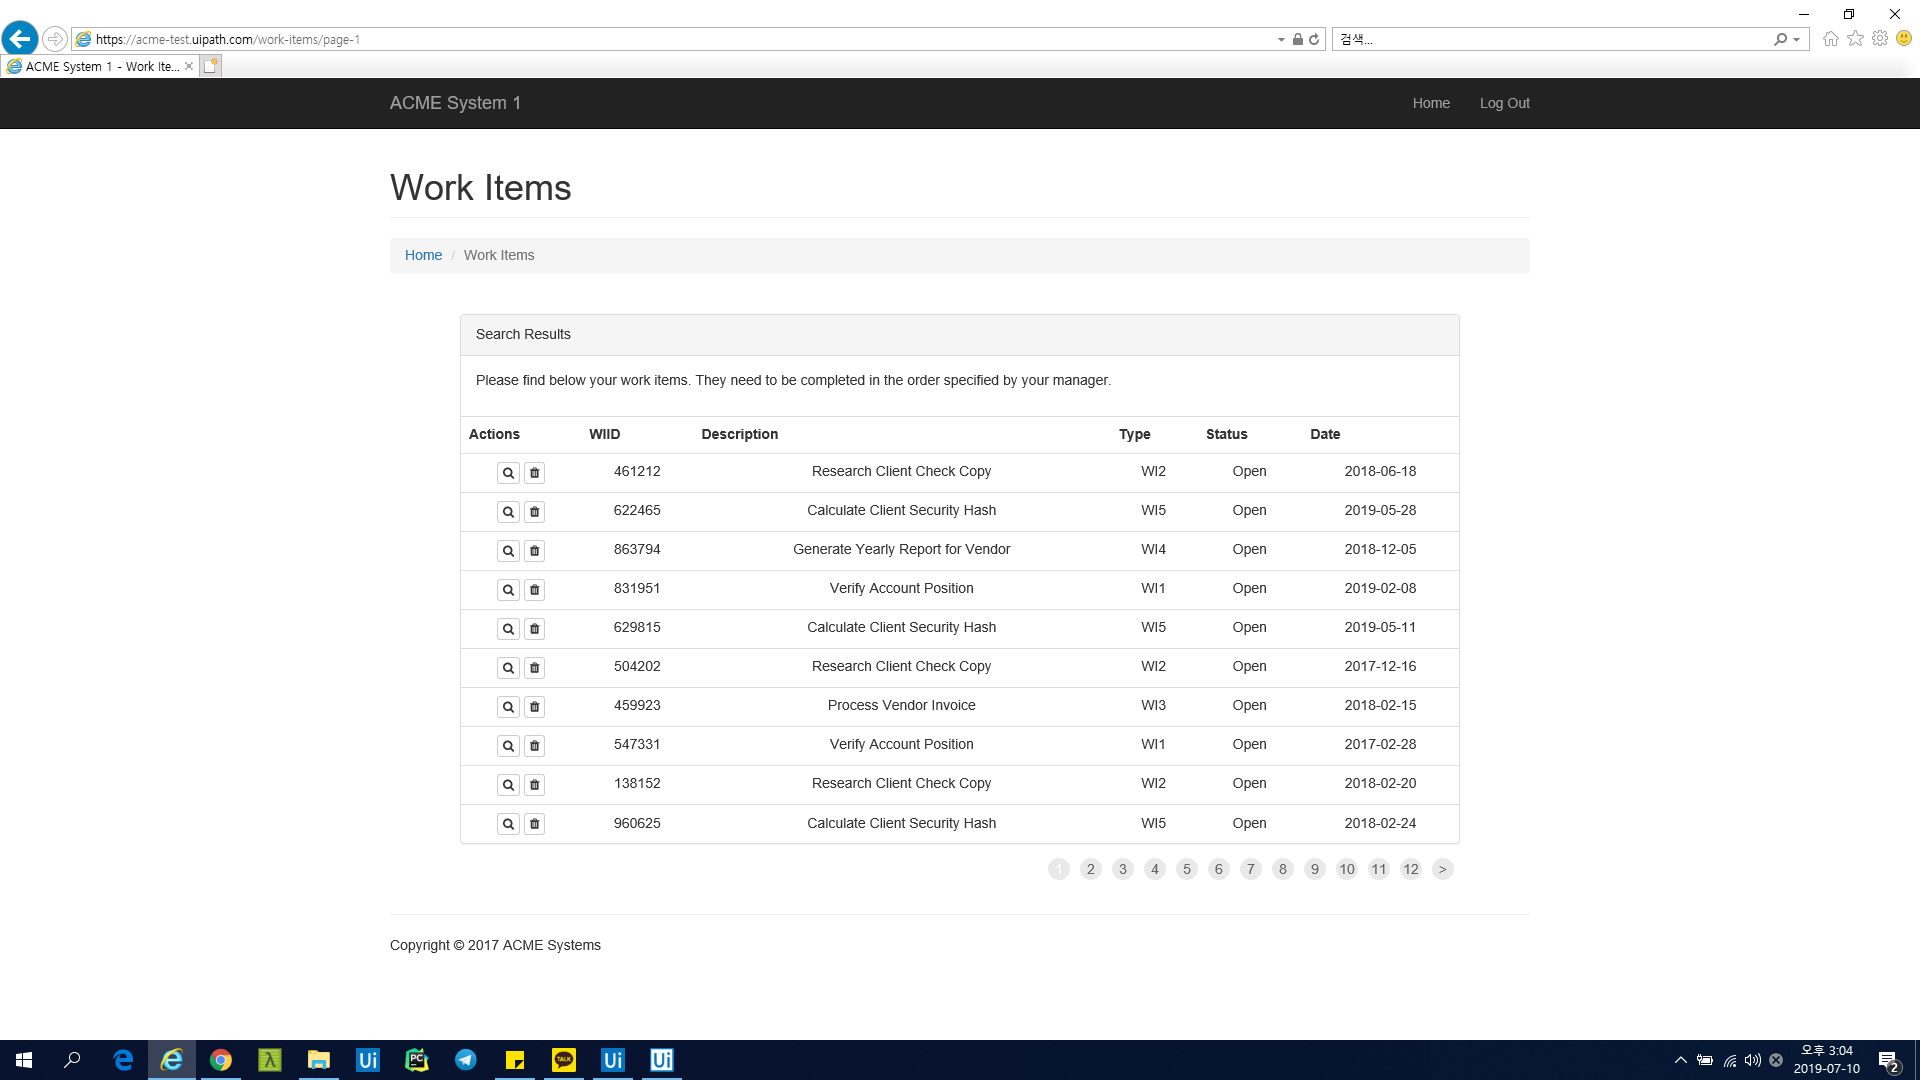 https://acme-test.uipath.com/work-items/page-1
검색...
ACME System 1 - Work Ite...
ACME System 1
Home
Log Out
Work Items
Home / Work Items
Search Results
Please find below your work items. They need to be completed in the order specified by your manager.
Actions WIID Description Type Status Date
461212 Research Client Check Copy WI2 Open 2018-06-18
622465 Calculate Client Security Hash WI5 Open 2019-05-28
863794 Generate Yearly Report for Vendor WI4 Open 2018-12-05
831951 Verify Account Position WI1 Open 2019-02-08
629815 Calculate Client Security Hash WI5 Open 2019-05-11
504202 Research Client Check Copy WI2 Open 2017-12-16
459923 Process Vendor Invoice WI3 Open 2018-02-15
547331 Verify Account Position WI1 Open 2017-02-28
138152 Research Client Check Copy WI2 Open 2018-02-20
960625 Calculate Client Security Hash WI5 Open 2018-02-24
1 2 3 4 5 6 7 8 9 10 11 12 >
Copyright © 2017 ACME Systems
Ui
PC
TALK
Ui
Ui
오후 3:04
2019-07-10
2